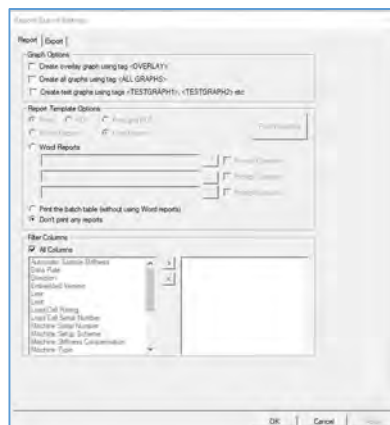 Report Export
Graph Options
Create overlay graph using tag <OVERLAY>
Create all graphs using tag <ALL GRAPHS>
Create test graphs using tags <TESTGRAPH1>, <TESTGRAPH2> etc
Report Template Options
Word Reports
Print the batch table (without using Word reports)
Don't print any reports
Filter Columns
All Columns
Automatic Sample Stiffness
Data Rate
Direction
Embedded Version
Limit
Limit
Load Cell Rating
Load Cell Serial Number
Machine Serial Number
Machine Setup Scheme
Machine Stiffness Compensation
Machine Type
OK Cancel